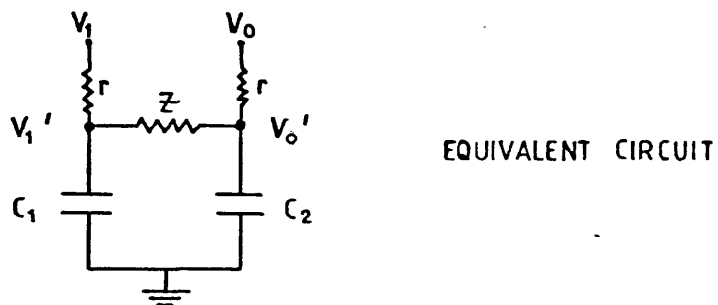 V₁ V₀
r r
Z
V₁' V₀'
EQUIVALENT CIRCUIT
C₁ C₂